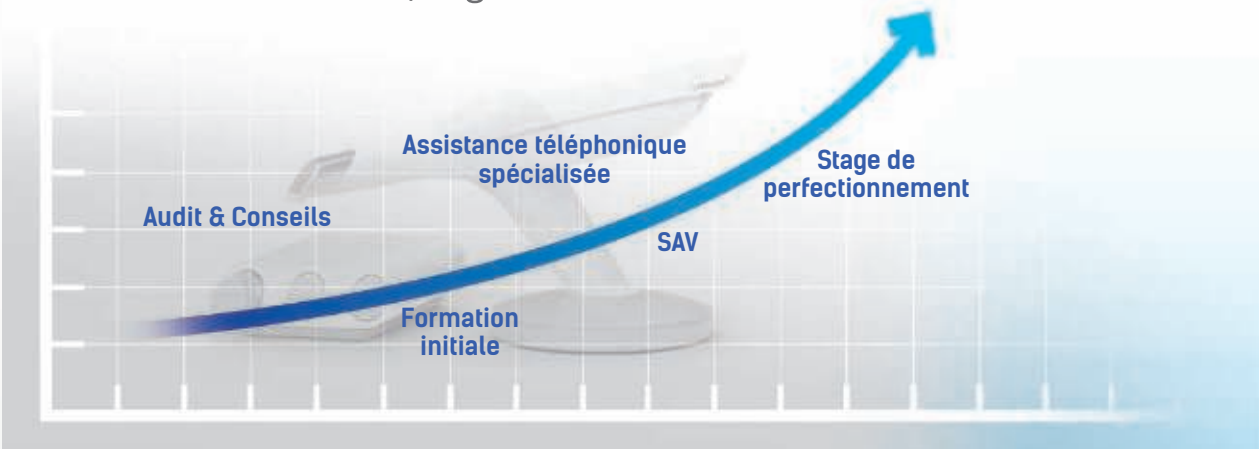 Assistance téléphonique
spécialisée
Stage de
perfectionnement
Audit & Conseils
SAV
Formation
initiale